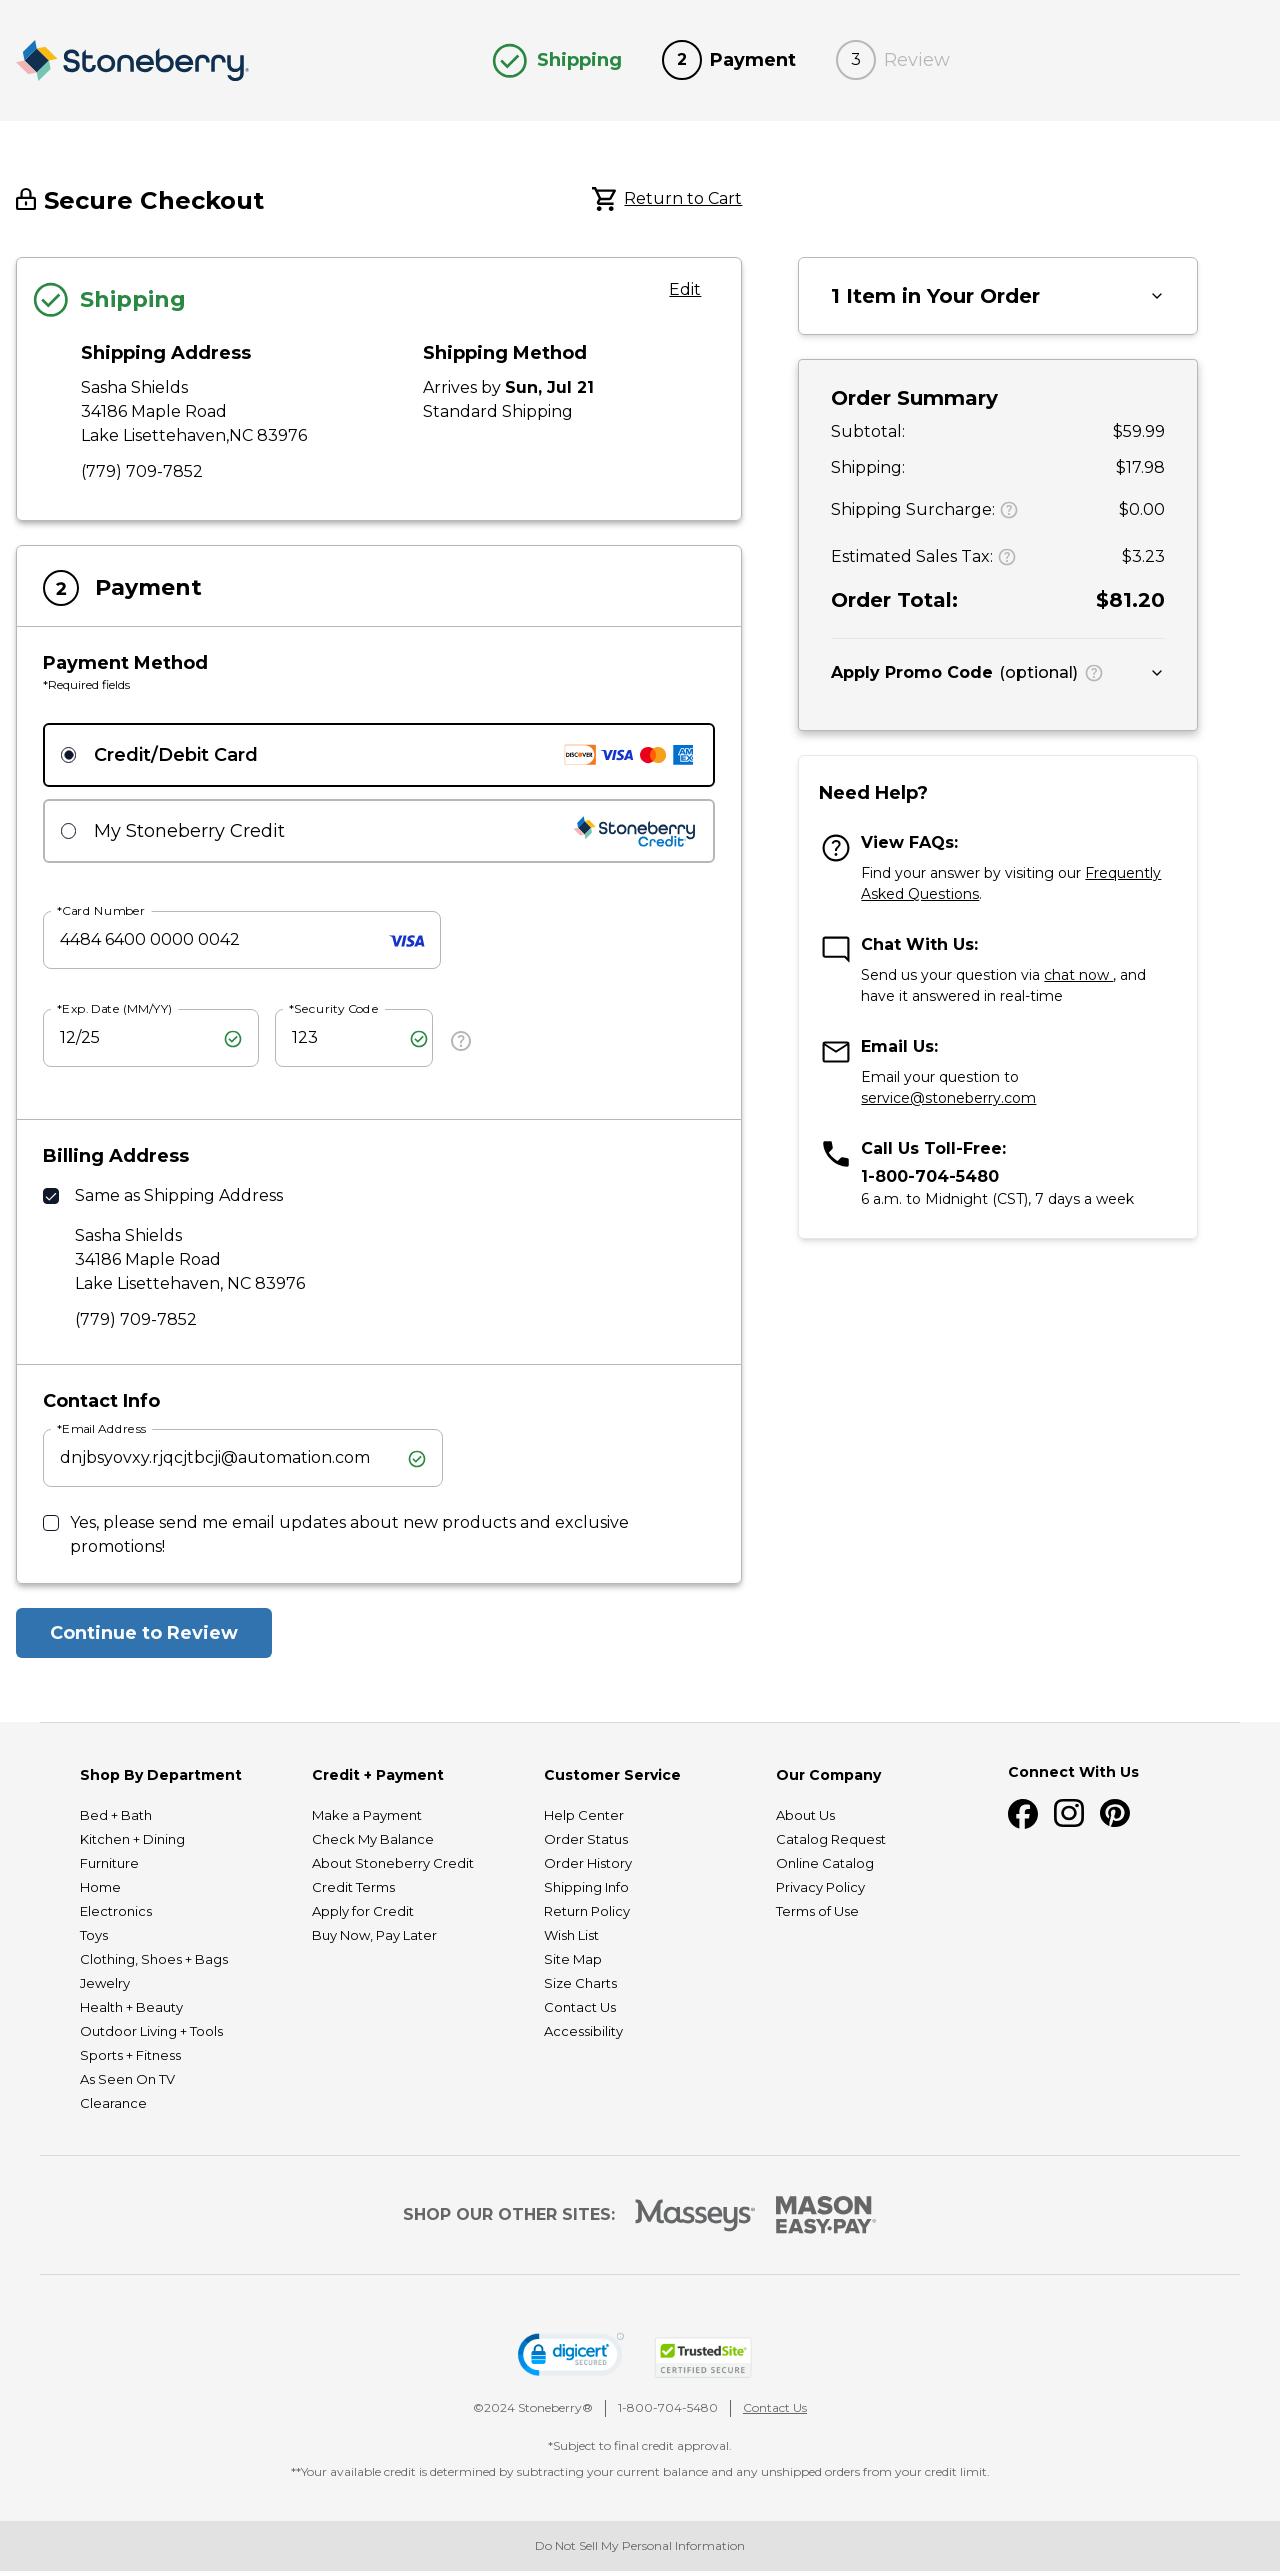 Stoneberry®
Shipping
2 Payment
3 Review
Secure Checkout
Return to Cart
Shipping
Edit
Shipping Address
Sasha Shields
34186 Maple Road
Lake Lisettehaven,NC 83976
(779) 709-7852
Shipping Method
Arrives by Sun, Jul 21
Standard Shipping
2 Payment
Payment Method
*Required fields
Credit/Debit Card
DISCOVER VISA AMEX
My Stoneberry Credit
Stoneberry
Credit
*Card Number
4484 6400 0000 0042
VISA
*Exp. Date (MM/YY)
12/25
*Security Code
123
Billing Address
Same as Shipping Address
Sasha Shields
34186 Maple Road
Lake Lisettehaven, NC 83976
(779) 709-7852
Contact Info
*Email Address
dnjbsyovxy.rjqcjtbcji@automation.com
Yes, please send me email updates about new products and exclusive
promotions!
Continue to Review
1 Item in Your Order
Order Summary
Subtotal: $59.99
Shipping: $17.98
Shipping Surcharge: ? $0.00
Estimated Sales Tax: ? $3.23
Order Total: $81.20
Apply Promo Code (optional) ?
Need Help?
View FAQs:
Find your answer by visiting our Frequently
Asked Questions.
Chat With Us:
Send us your question via chat now , and
have it answered in real-time
Email Us:
Email your question to
service@stoneberry.com
Call Us Toll-Free:
1-800-704-5480
6 a.m. to Midnight (CST), 7 days a week
Shop By Department
Bed + Bath
Kitchen + Dining
Furniture
Home
Electronics
Toys
Clothing, Shoes + Bags
Jewelry
Health + Beauty
Outdoor Living + Tools
Sports + Fitness
As Seen On TV
Clearance
Credit + Payment
Make a Payment
Check My Balance
About Stoneberry Credit
Credit Terms
Apply for Credit
Buy Now, Pay Later
Customer Service
Help Center
Order Status
Order History
Shipping Info
Return Policy
Wish List
Site Map
Size Charts
Contact Us
Accessibility
Our Company
About Us
Catalog Request
Online Catalog
Privacy Policy
Terms of Use
Connect With Us
SHOP OUR OTHER SITES:
Masseys®
MASON
EASY•PAY®
digicert
SECURED
TrustedSite
CERTIFIED SECURE
©2024 Stoneberry® | 1-800-704-5480 | Contact Us
*Subject to final credit approval.
**Your available credit is determined by subtracting your current balance and any unshipped orders from your credit limit.
Do Not Sell My Personal Information